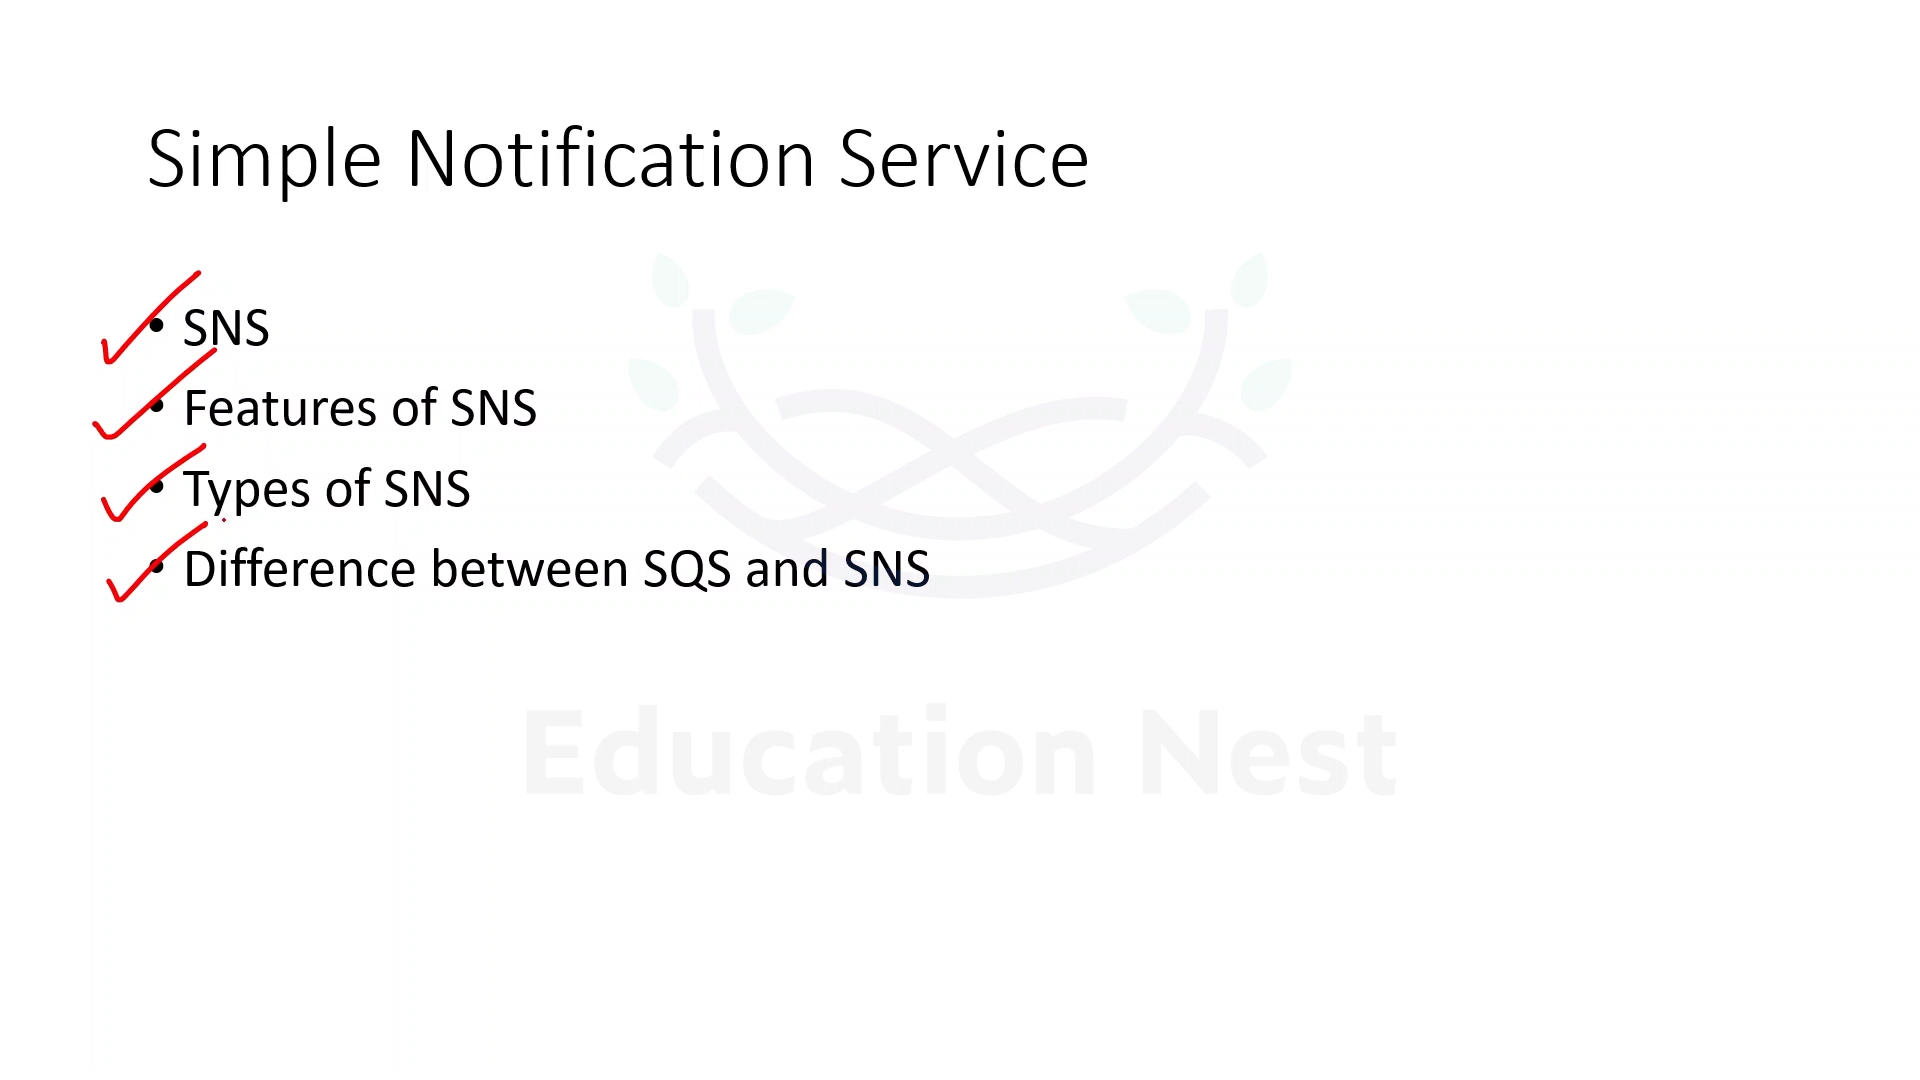 Simple Notification Service
• SNS
• Features of SNS
• Types of SNS
• Difference between SQS and SNS
Education Nest